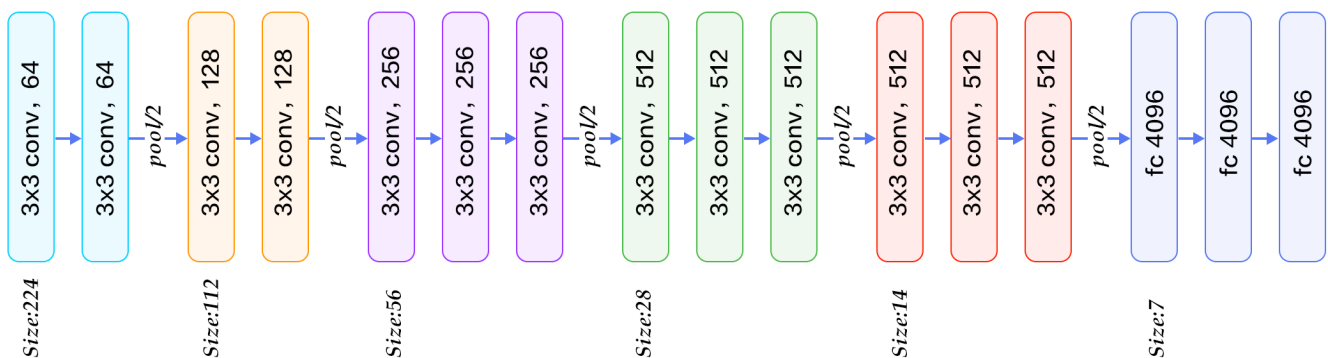 3x3 conv, 64
3x3 conv, 64
pool/2
3x3 conv, 128
3x3 conv, 128
pool/2
3x3 conv, 256
3x3 conv, 256
3x3 conv, 256
pool/2
3x3 conv, 512
3x3 conv, 512
3x3 conv, 512
pool/2
3x3 conv, 512
3x3 conv, 512
3x3 conv, 512
pool/2
fc 4096
fc 4096
fc 4096
Size:224
Size:112
Size:56
Size:28
Size:14
Size:7